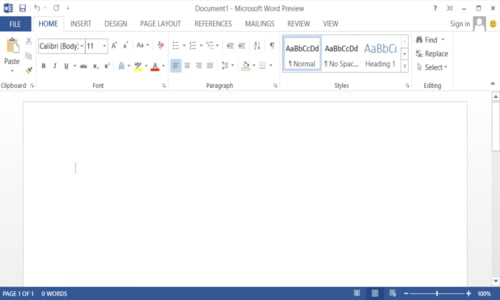 Document1 - Microsoft Word Preview
Sign in
FILE HOME INSERT DESIGN PAGE LAYOUT REFERENCES MAILINGS REVIEW VIEW
Paste
Clipboard
Calibri (Body) 11
Font
Paragraph
AaBbCcDd AaBbCcDd AaBbCc
¶ Normal ¶ No Spac... Heading 1
Styles
Find
Replace
Select
Editing
PAGE 1 OF 1 0 WORDS 100%